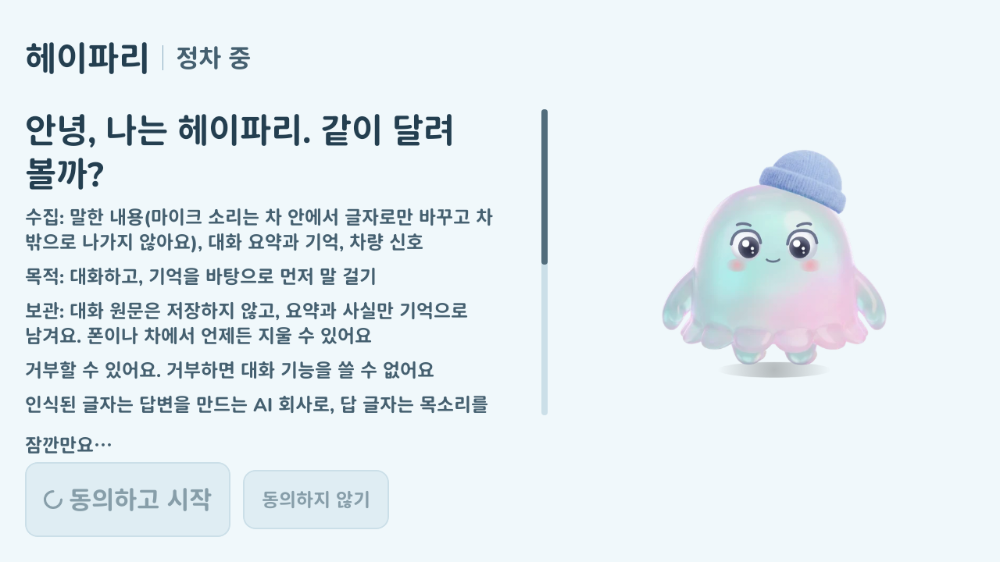 헤이파리 정차 중
안녕, 나는 헤이파리. 같이 달려
볼까?
수집: 말한 내용(마이크 소리는 차 안에서 글자로만 바꾸고 차
밖으로 나가지 않아요), 대화 요약과 기억, 차량 신호
목적: 대화하고, 기억을 바탕으로 먼저 말 걸기
보관: 대화 원문은 저장하지 않고, 요약과 사실만 기억으로
남겨요. 폰이나 차에서 언제든 지울 수 있어요
거부할 수 있어요. 거부하면 대화 기능을 쓸 수 없어요
인식된 글자는 답변을 만드는 AI 회사로, 답 글자는 목소리를
잠깐만요…
동의하고 시작 동의하지 않기